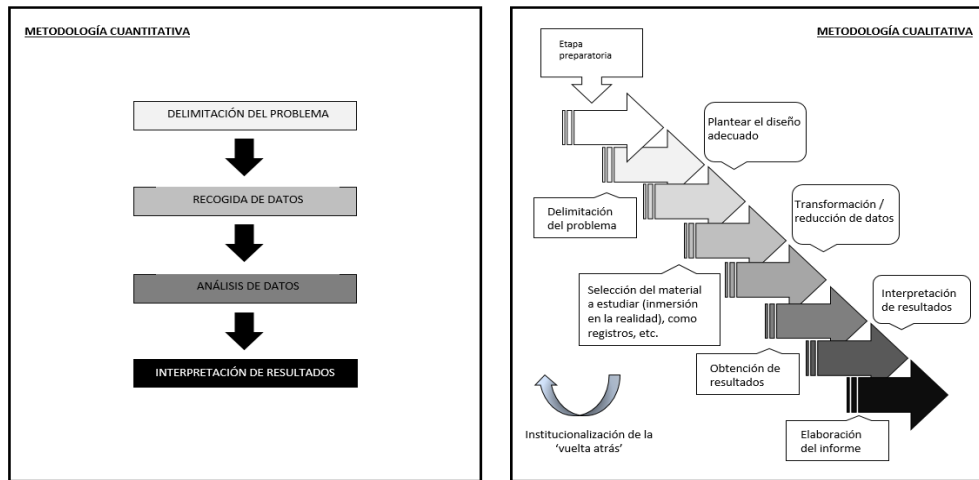 METODOLOGÍA CUANTITATIVA
DELIMITACIÓN DEL PROBLEMA
RECOGIDA DE DATOS
ANÁLISIS DE DATOS
INTERPRETACIÓN DE RESULTADOS
METODOLOGÍA CUALITATIVA
Etapa
preparatoria
Plantear el diseño
adecuado
Delimitación
del problema
Transformación /
reducción de datos
Selección del material
a estudiar (inmersión
en la realidad), como
registros, etc.
Interpretación
de resultados
Obtención de
resultados
Elaboración
del informe
Institucionalización de la
‘vuelta atrás’